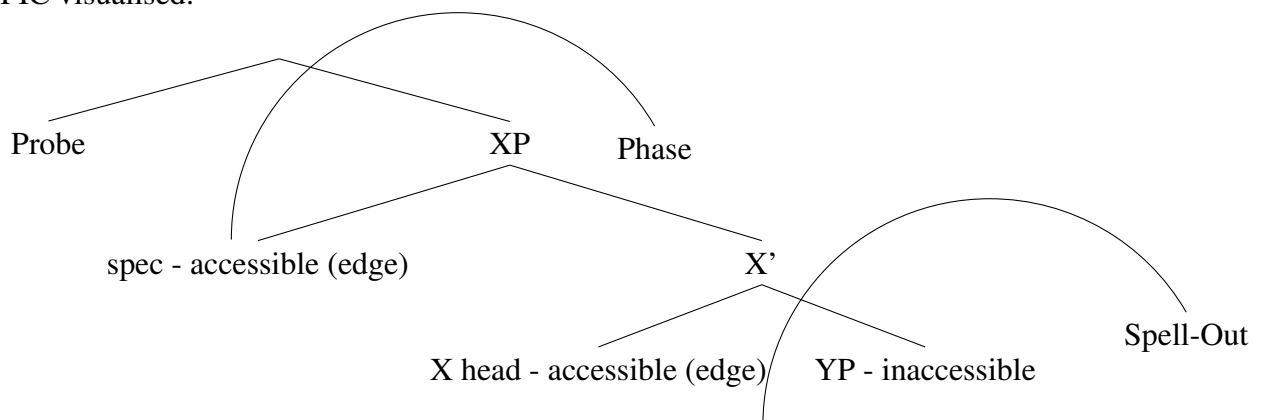 PIC visualised:
Probe
XP
Phase
spec - accessible (edge)
X’
Spell-Out
X head - accessible (edge)
YP - inaccessible